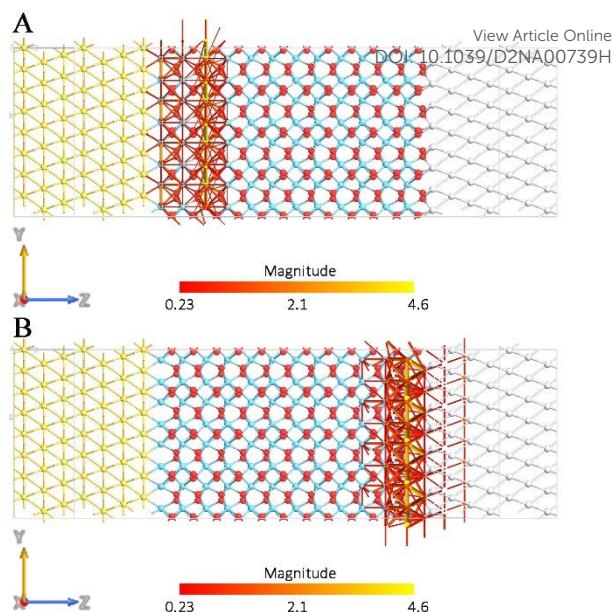 A
View Article Online
DOI: 10.1039/D2NA00739H
Y
X
Z
Magnitude
0.23 2.1 4.6
B
Y
X
Z
Magnitude
0.23 2.1 4.6